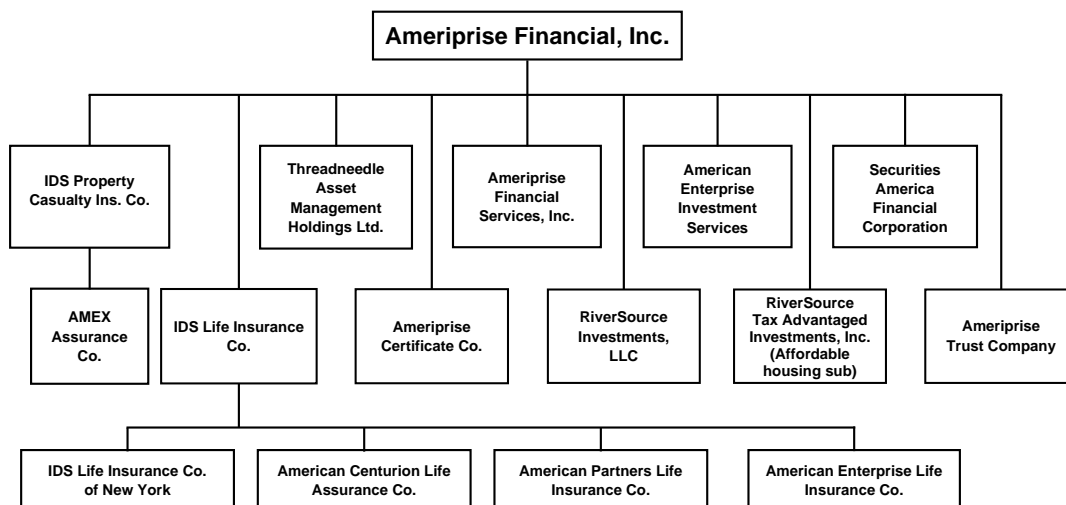 Ameriprise Financial, Inc.
IDS Property
Casualty Ins. Co.
Threadneedle
Asset
Management
Holdings Ltd.
Ameriprise
Financial
Services, Inc.
American
Enterprise
Investment
Services
Securities
America
Financial
Corporation
AMEX
Assurance
Co.
IDS Life Insurance
Co.
Ameriprise
Certificate Co.
RiverSource
Investments,
LLC
RiverSource
Tax Advantaged
Investments, Inc.
(Affordable
housing sub)
Ameriprise
Trust Company
IDS Life Insurance Co.
of New York
American Centurion Life
Assurance Co.
American Partners Life
Insurance Co.
American Enterprise Life
Insurance Co.